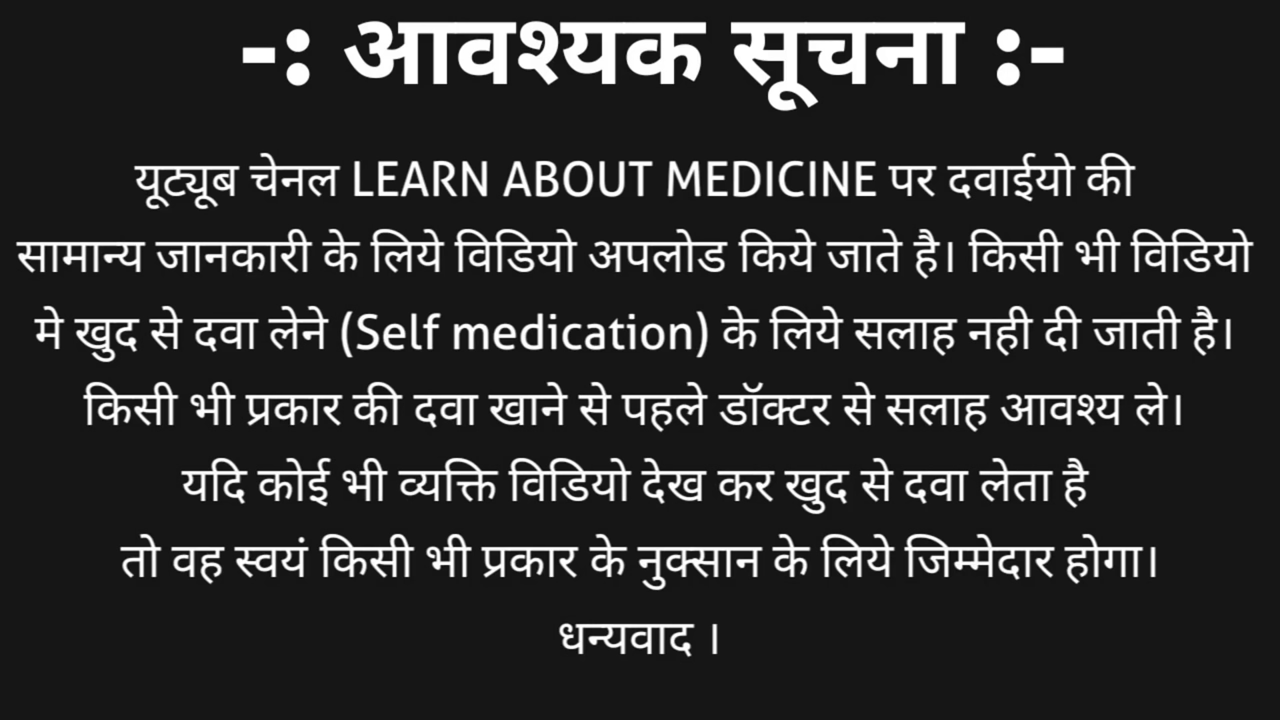 -: आवश्यक सूचना :-
यूट्यूब चेनल LEARN ABOUT MEDICINE पर दवाईयो की
सामान्य जानकारी के लिये विडियो अपलोड किये जाते है। किसी भी विडियो
मे खुद से दवा लेने (Self medication) के लिये सलाह नही दी जाती है।
किसी भी प्रकार की दवा खाने से पहले डॉक्टर से सलाह आवश्य ले।
यदि कोई भी व्यक्ति विडियो देख कर खुद से दवा लेता है
तो वह स्वयं किसी भी प्रकार के नुक्सान के लिये जिम्मेदार होगा।
धन्यवाद ।